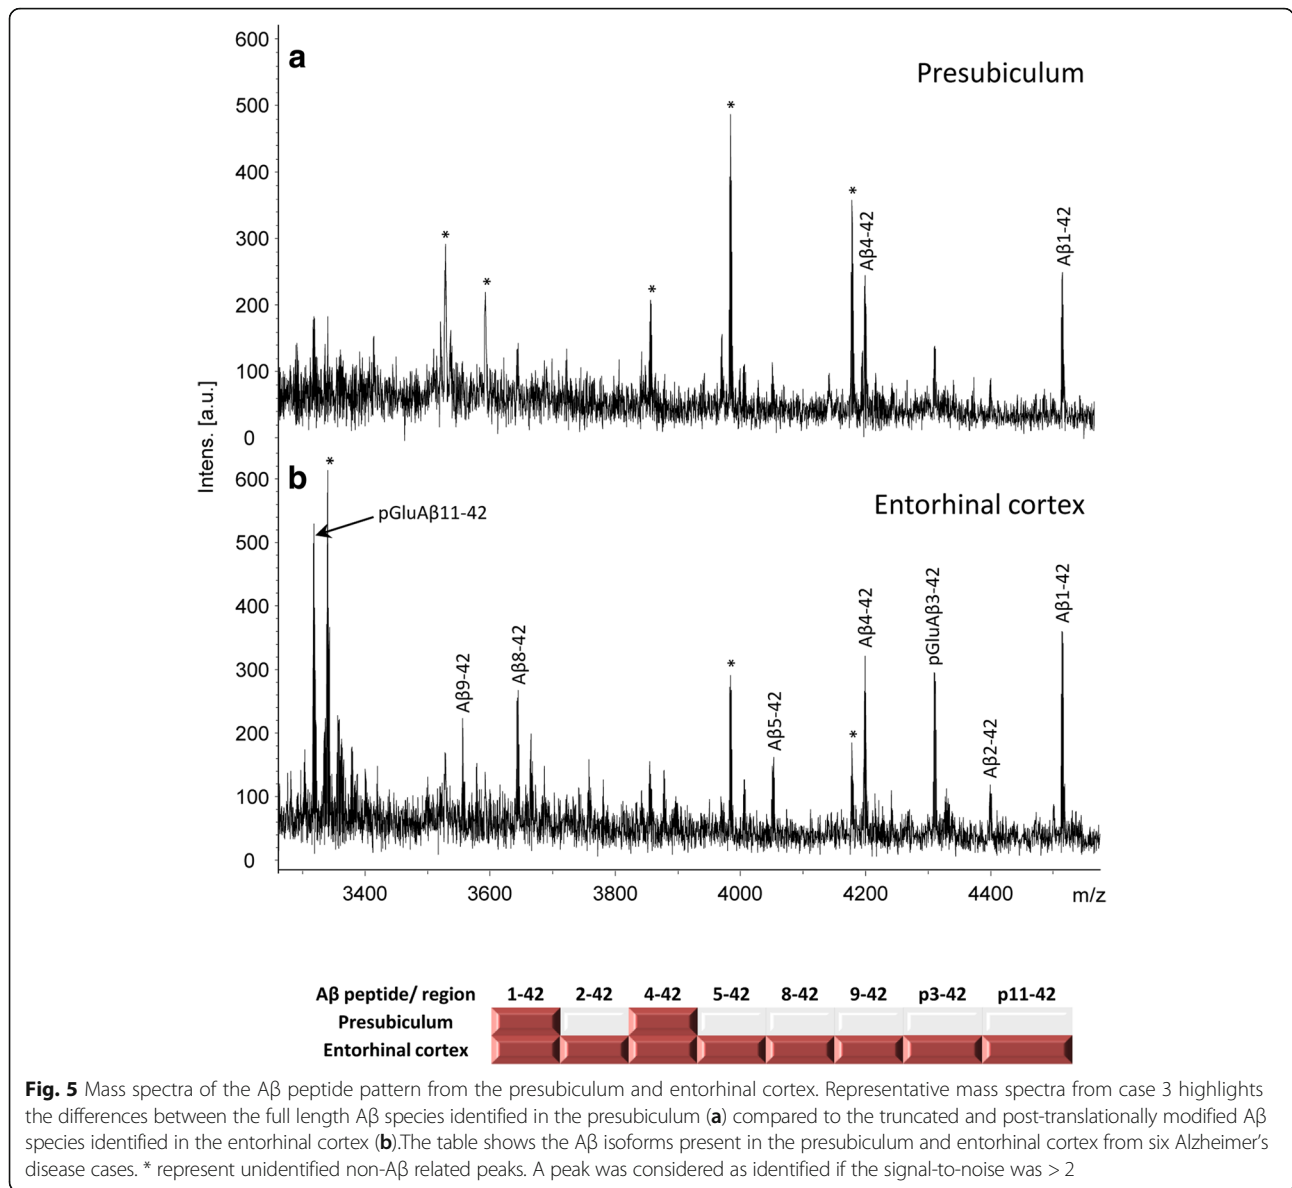 a
Presubiculum
600
500
400
300
200
100
0
*
*
*
*
*
Aβ4-42
Aβ1-42
Intens. [a.u.]
b
Entorhinal cortex
600
500
400
300
200
100
0
*
pGluAβ11-42
Aβ9-42
Aβ8-42
*
Aβ5-42
*
Aβ4-42
pGluAβ3-42
Aβ2-42
Aβ1-42
3400 3600 3800 4000 4200 4400 m/z
Aβ peptide/ region 1-42 2-42 4-42 5-42 8-42 9-42 p3-42 p11-42
Presubiculum
Entorhinal cortex
Fig. 5 Mass spectra of the Aβ peptide pattern from the presubiculum and entorhinal cortex. Representative mass spectra from case 3 highlights
the differences between the full length Aβ species identified in the presubiculum (a) compared to the truncated and post-translationally modified Aβ
species identified in the entorhinal cortex (b).The table shows the Aβ isoforms present in the presubiculum and entorhinal cortex from six Alzheimer's
disease cases. * represent unidentified non-Aβ related peaks. A peak was considered as identified if the signal-to-noise was > 2